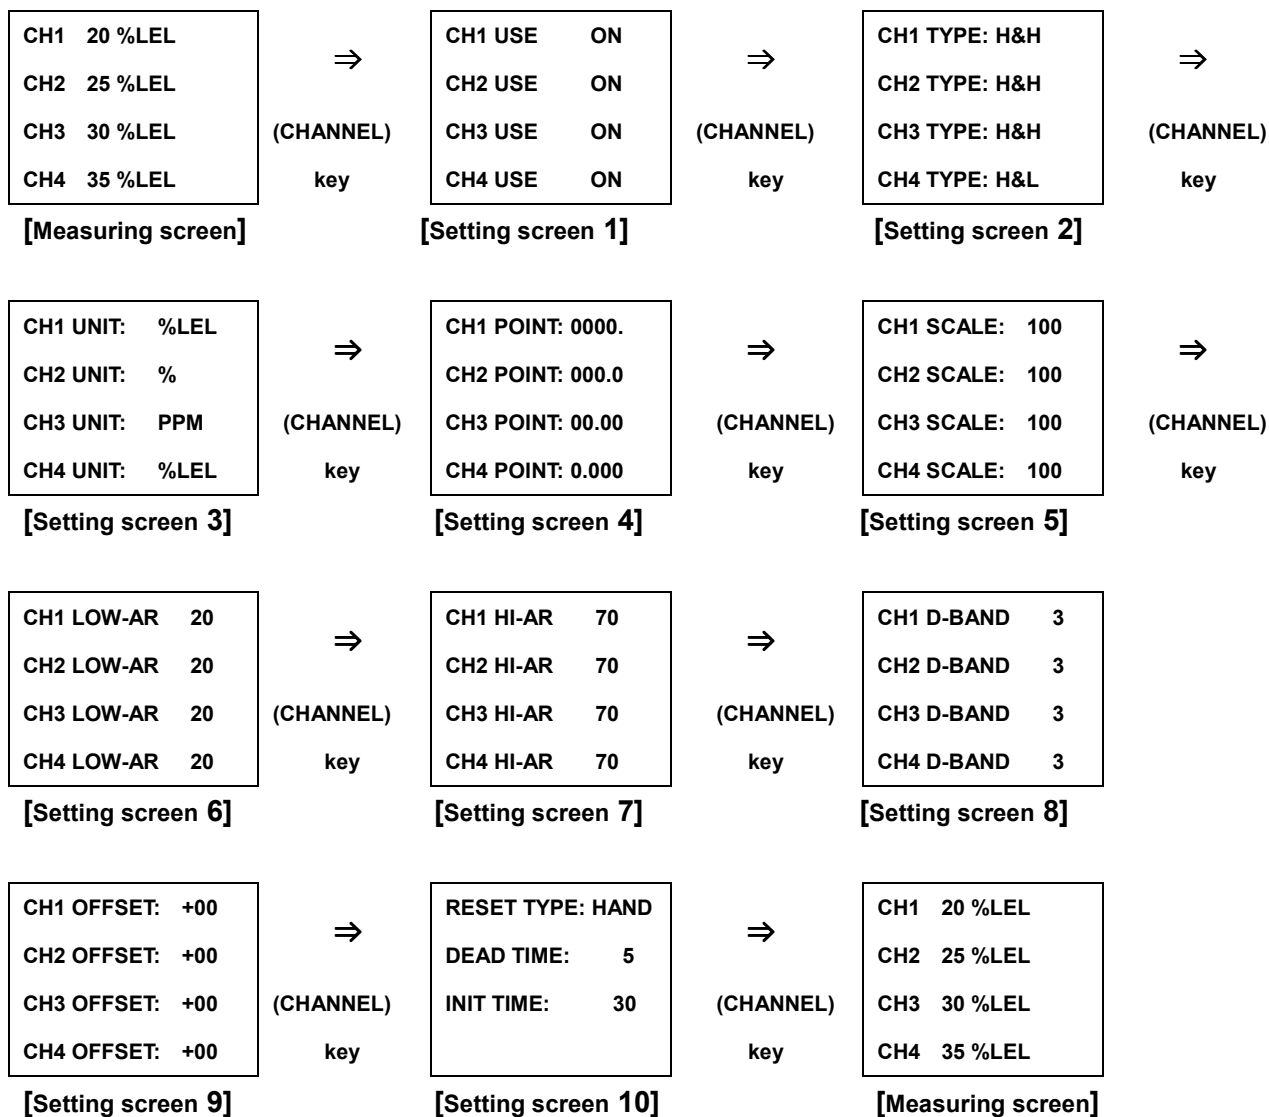 CH1 20 %LEL
CH2 25 %LEL
CH3 30 %LEL
CH4 35 %LEL
[Measuring screen]
⇒
(CHANNEL)
key
CH1 USE ON
CH2 USE ON
CH3 USE ON
CH4 USE ON
[Setting screen 1]
⇒
(CHANNEL)
key
CH1 TYPE: H&H
CH2 TYPE: H&H
CH3 TYPE: H&H
CH4 TYPE: H&L
[Setting screen 2]
⇒
(CHANNEL)
key
CH1 UNIT: %LEL
CH2 UNIT: %
CH3 UNIT: PPM
CH4 UNIT: %LEL
[Setting screen 3]
⇒
(CHANNEL)
key
CH1 POINT: 0000.
CH2 POINT: 000.0
CH3 POINT: 00.00
CH4 POINT: 0.000
[Setting screen 4]
⇒
(CHANNEL)
key
CH1 SCALE: 100
CH2 SCALE: 100
CH3 SCALE: 100
CH4 SCALE: 100
[Setting screen 5]
⇒
(CHANNEL)
key
CH1 LOW-AR 20
CH2 LOW-AR 20
CH3 LOW-AR 20
CH4 LOW-AR 20
[Setting screen 6]
⇒
(CHANNEL)
key
CH1 HI-AR 70
CH2 HI-AR 70
CH3 HI-AR 70
CH4 HI-AR 70
[Setting screen 7]
⇒
(CHANNEL)
key
CH1 D-BAND 3
CH2 D-BAND 3
CH3 D-BAND 3
CH4 D-BAND 3
[Setting screen 8]
CH1 OFFSET: +00
CH2 OFFSET: +00
CH3 OFFSET: +00
CH4 OFFSET: +00
[Setting screen 9]
⇒
(CHANNEL)
key
RESET TYPE: HAND
DEAD TIME: 5
INIT TIME: 30
[Setting screen 10]
⇒
(CHANNEL)
key
CH1 20 %LEL
CH2 25 %LEL
CH3 30 %LEL
CH4 35 %LEL
[Measuring screen]